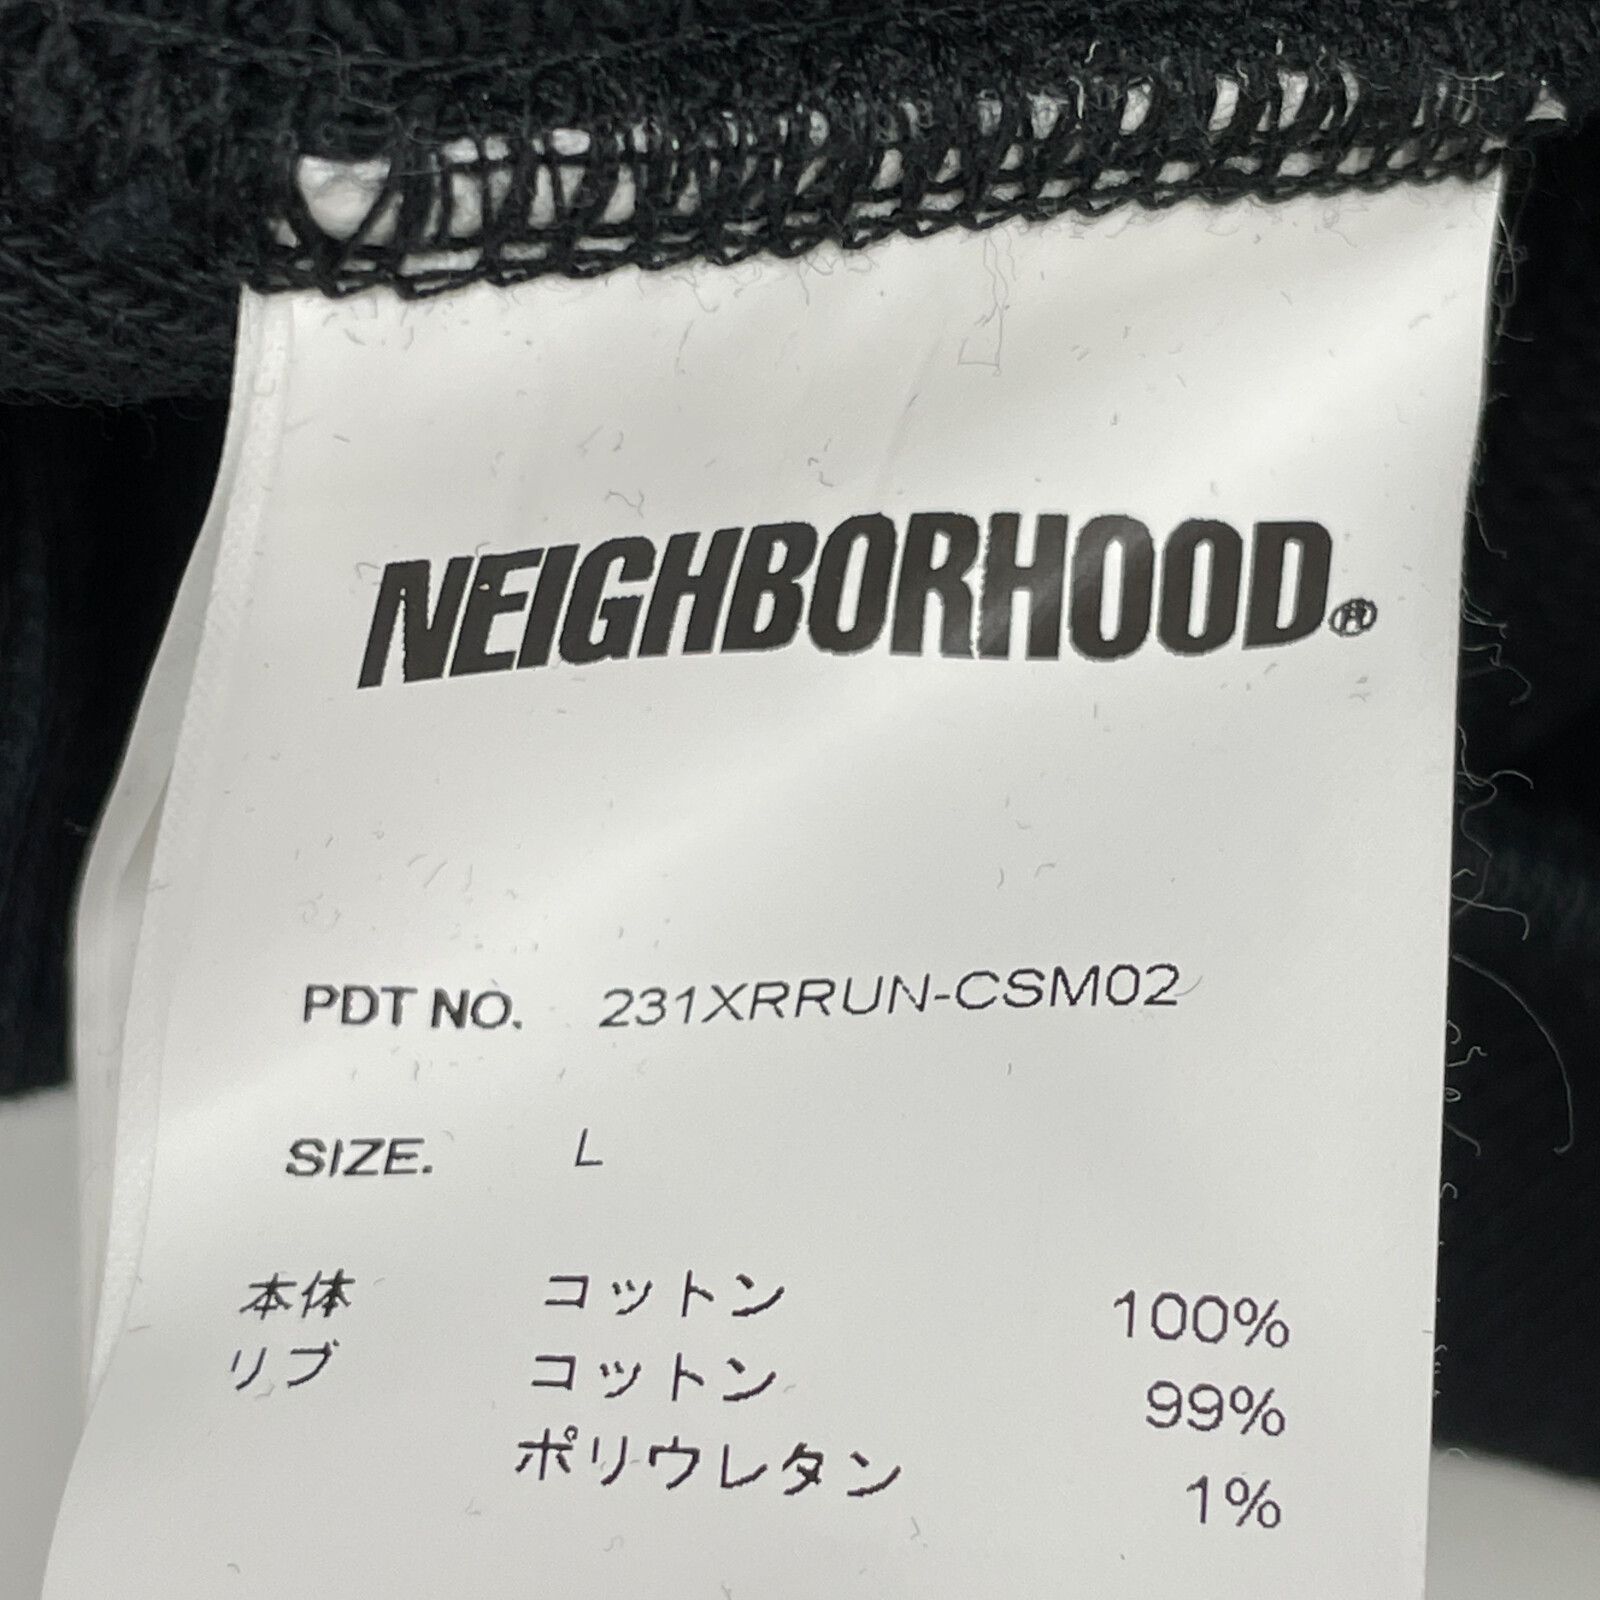 NEIGHBORHOOD®
PDT NO. 231XRRUN-CSM02
SIZE. L
本体 コットン 100%
リブ コットン 99%
ポリウレタン 1%